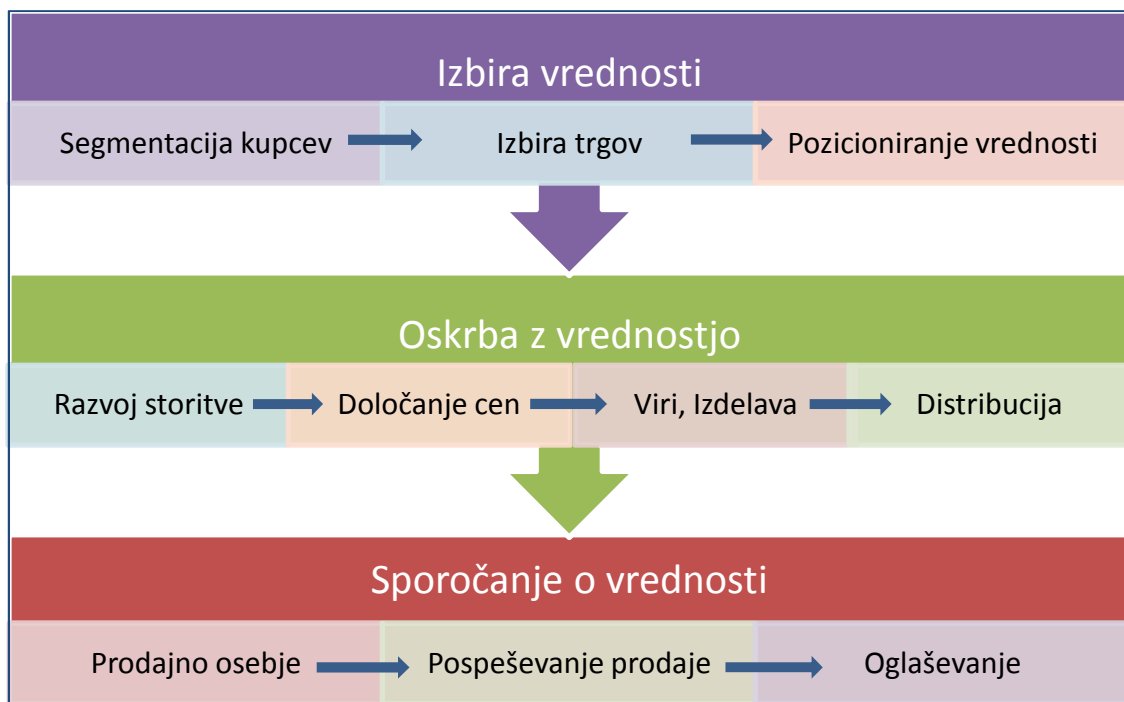 Izbira vrednosti
Segmentacija kupcev
Izbira trgov
Pozicioniranje vrednosti
Oskrba z vrednostjo
Razvoj storitve
Določanje cen
Viri, Izdelava
Distribucija
Sporočanje o vrednosti
Prodajno osebje
Pospeševanje prodaje
Oglaševanje